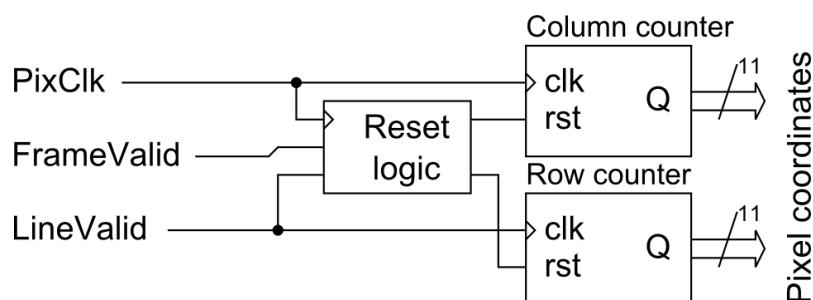 Column counter
PixClk
clk
rst
Q
11
Reset
logic
FrameValid
LineValid
Row counter
clk
rst
Q
11
Pixel coordinates